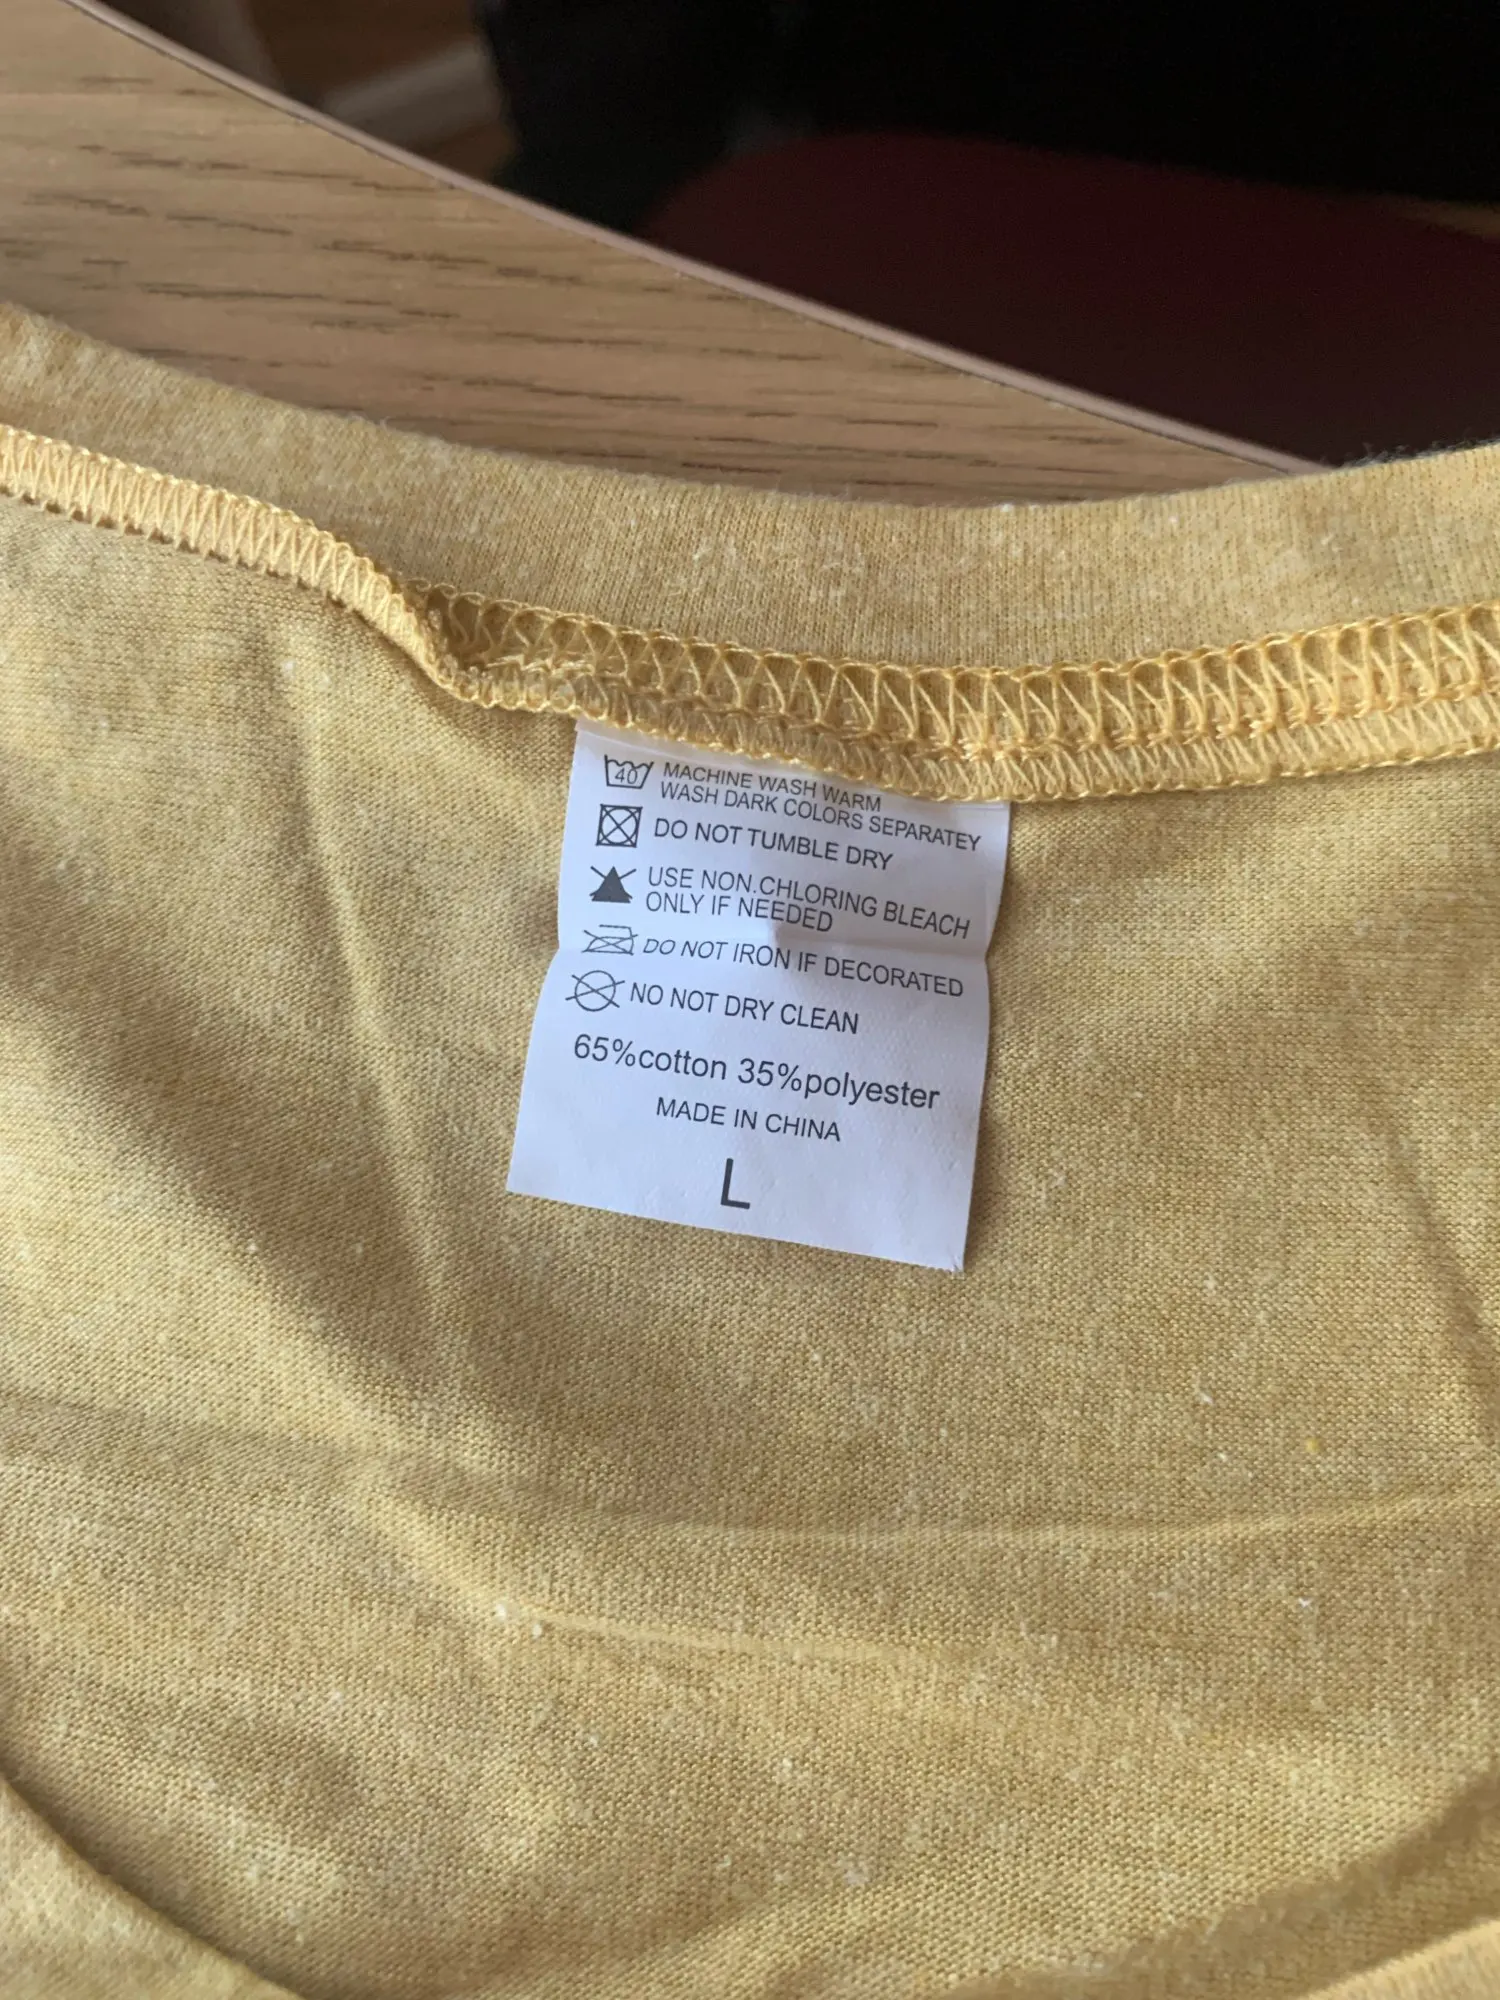 40 MACHINE WASH WARM
WASH DARK COLORS SEPARATEY
DO NOT TUMBLE DRY
USE NON.CHLORING BLEACH
ONLY IF NEEDED
DO NOT IRON IF DECORATED
NO NOT DRY CLEAN
65%cotton 35%polyester
MADE IN CHINA
L